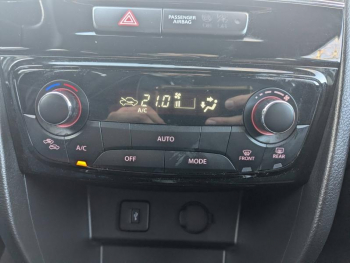 PASSENGER
AIRBAG
21.0
A/C
AUTO
A/C
OFF
MODE
FRONT
REAR